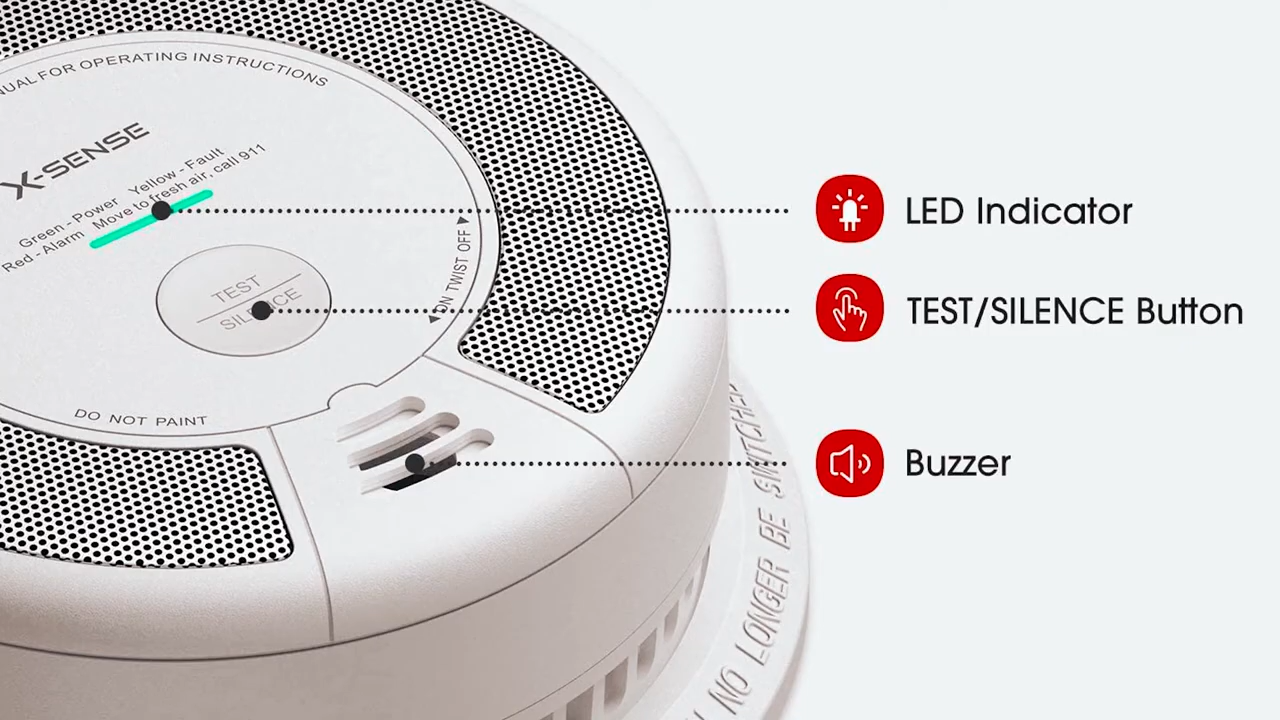 FOR OPERATING INSTRUCTIONS
X-SENSE
Green - Power Yellow - Fault
Red - Alarm Move to fresh air, call 911
TEST
SILENCE
ON TWIST OFF
DO NOT PAINT
NO LONGER BE SWITCHED
LED Indicator
TEST/SILENCE Button
Buzzer